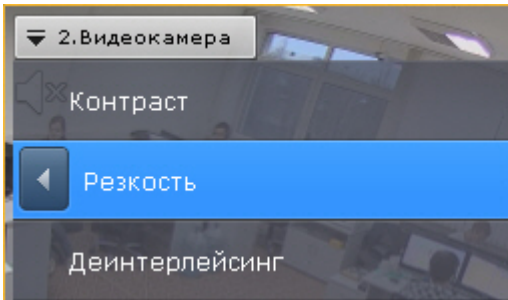 2.Видеокамера
Контраст
Резкость
Деинтерлейсинг